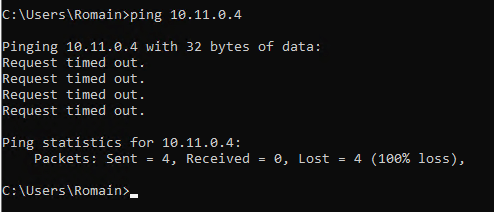 C:\Users\Romain>ping 10.11.0.4
Pinging 10.11.0.4 with 32 bytes of data:
Request timed out.
Request timed out.
Request timed out.
Request timed out.
Ping statistics for 10.11.0.4:
    Packets: Sent = 4, Received = 0, Lost = 4 (100% loss),
C:\Users\Romain>